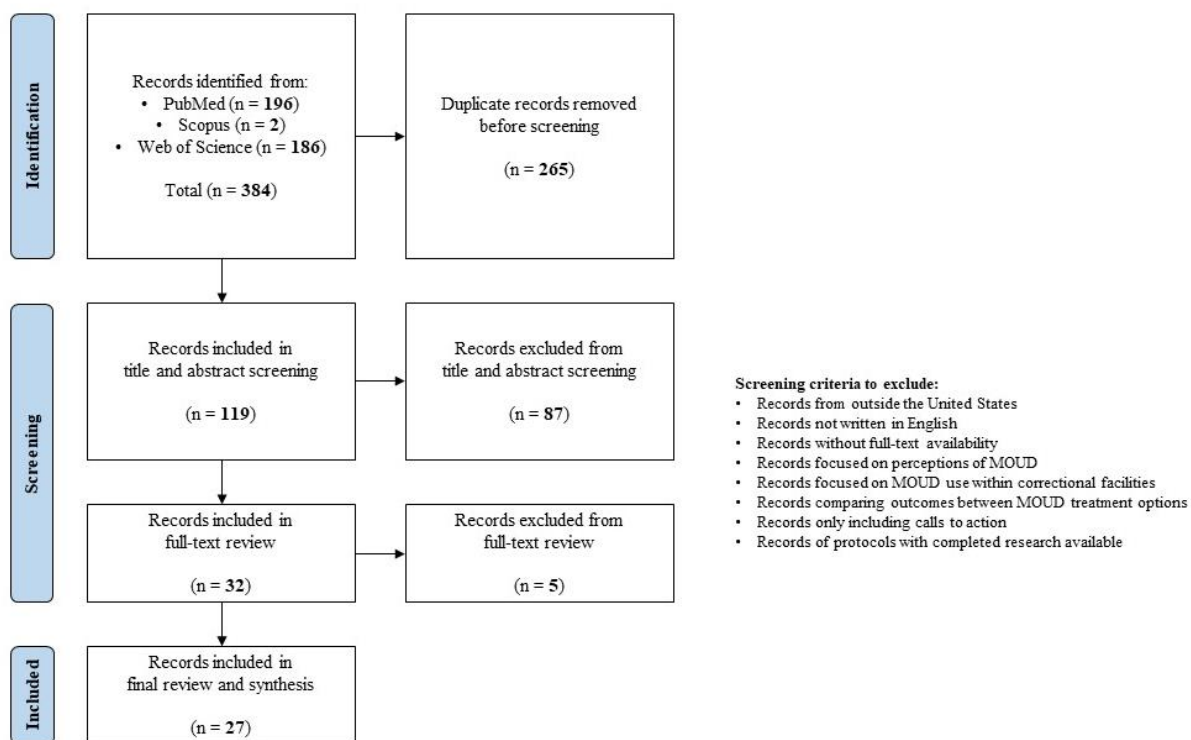 Identification
Records identified from:
• PubMed (n = 196)
• Scopus (n = 2)
• Web of Science (n = 186)
Total (n = 384)
Duplicate records removed
before screening
(n = 265)
Screening
Records included in
title and abstract screening
(n = 119)
Records excluded from
title and abstract screening
(n = 87)
Records included in
full-text review
(n = 32)
Records excluded from
full-text review
(n = 5)
Screening criteria to exclude:
• Records from outside the United States
• Records not written in English
• Records without full-text availability
• Records focused on perceptions of MOUD
• Records focused on MOUD use within correctional facilities
• Records comparing outcomes between MOUD treatment options
• Records only including calls to action
• Records of protocols with completed research available
Included
Records included in
final review and synthesis
(n = 27)